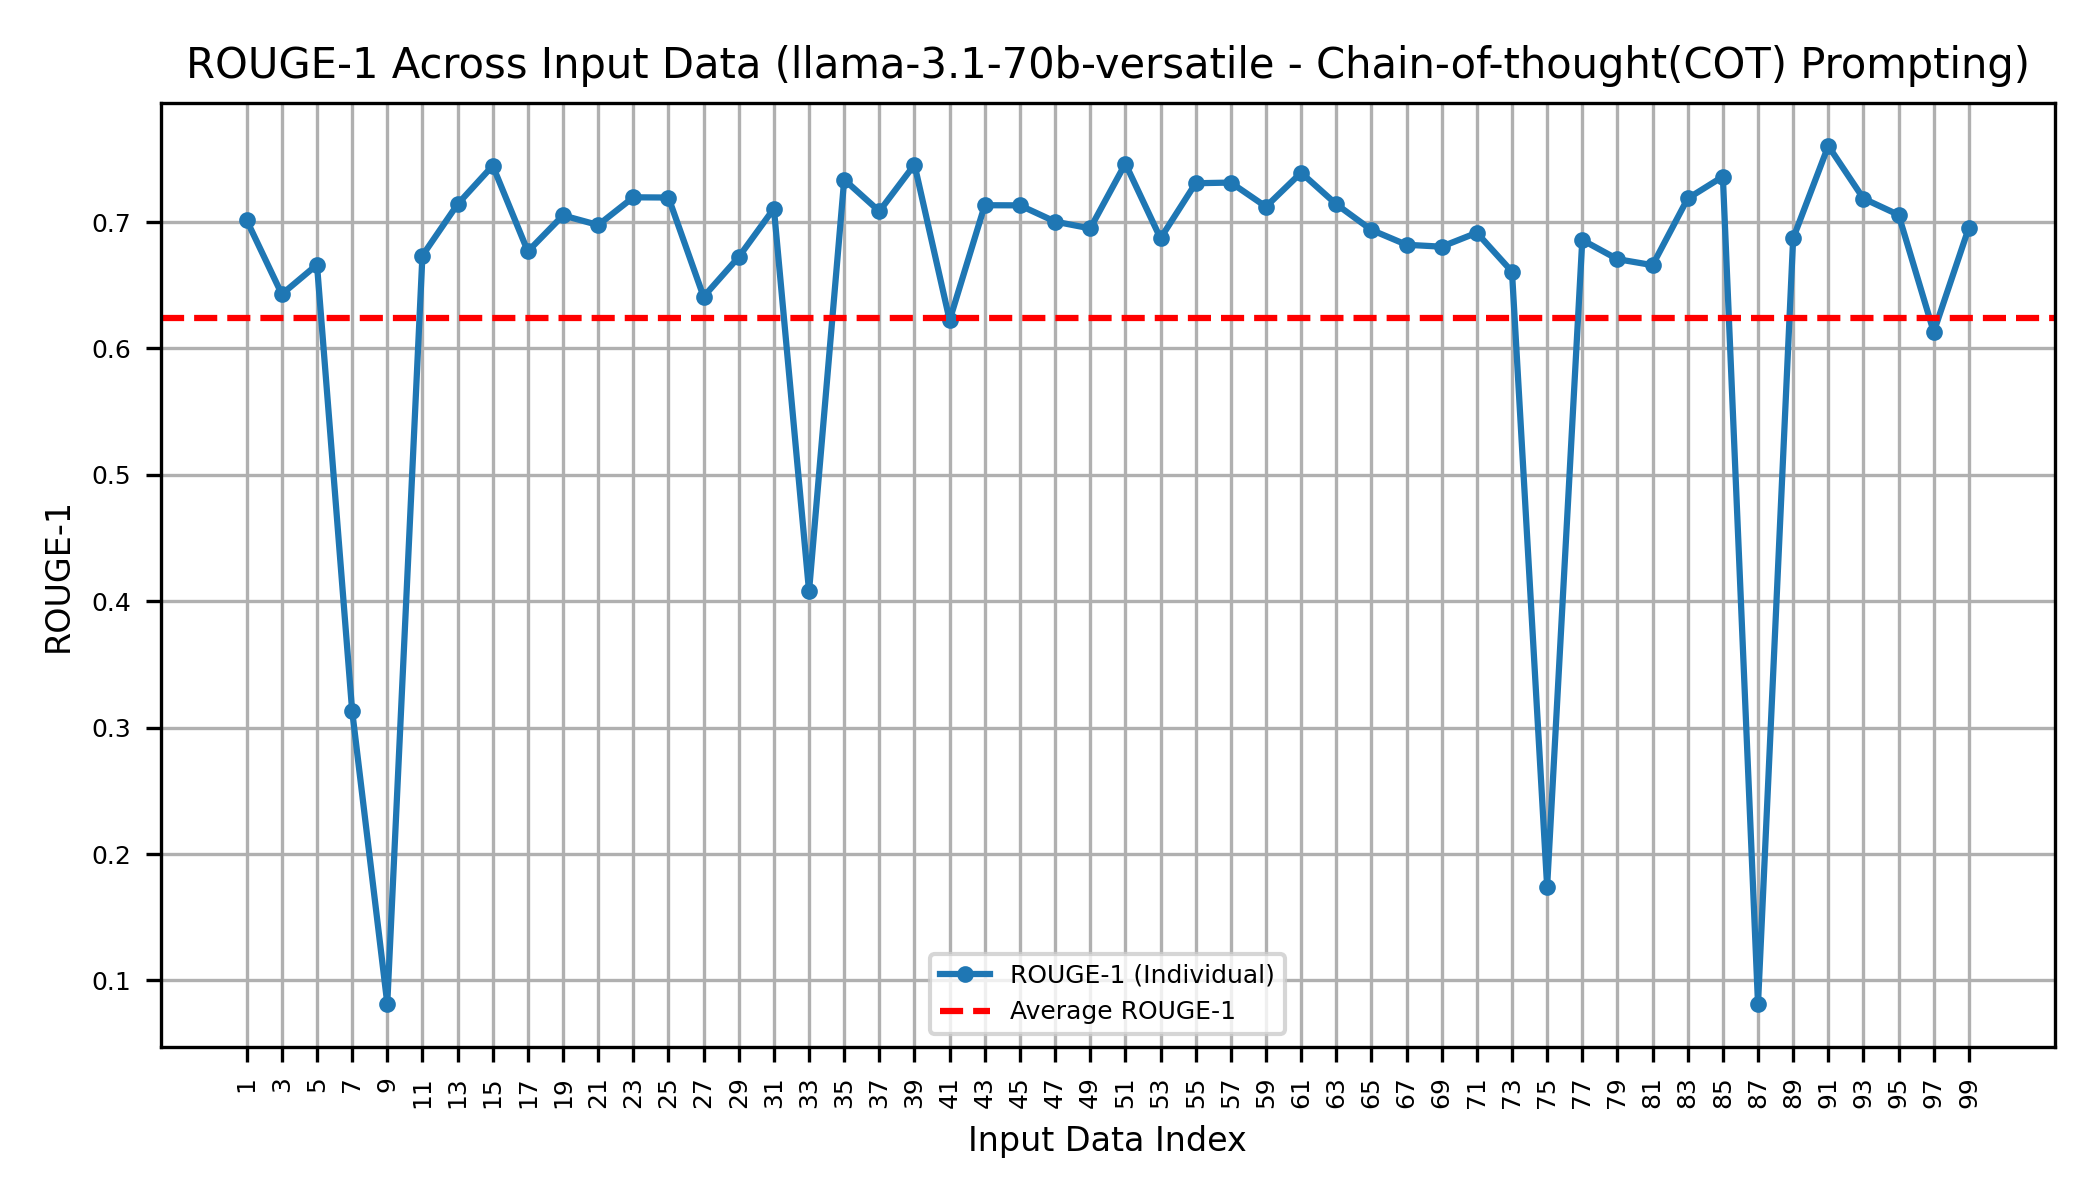 ROUGE-1 Across Input Data (llama-3.1-70b-versatile - Chain-of-thought(COT) Prompting)
ROUGE-1
0.7
0.6
0.5
0.4
0.3
0.2
0.1
ROUGE-1 (Individual)
Average ROUGE-1
1 3 5 7 9 11 13 15 17 19 21 23 25 27 29 31 33 35 37 39 41 43 45 47 49 51 53 55 57 59 61 63 65 67 69 71 73 75 77 79 81 83 85 87 89 91 93 95 97 99
Input Data Index